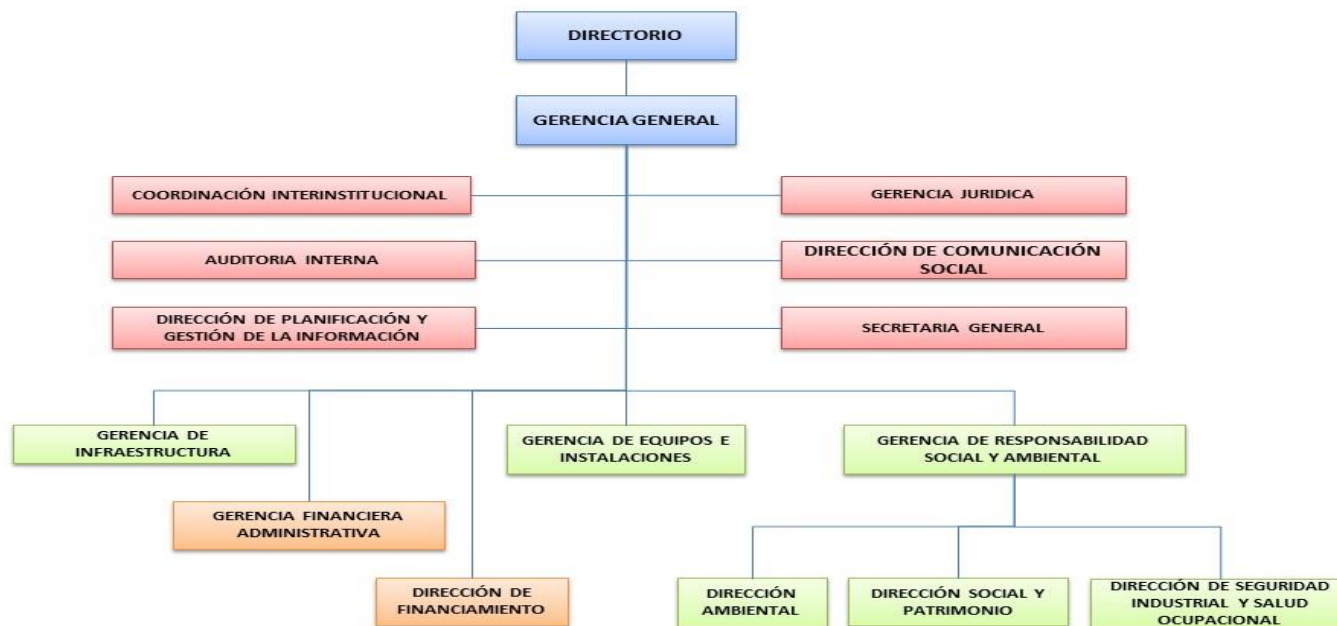 DIRECTORIO
GERENCIA GENERAL
COORDINACIÓN INTERINSTITUCIONAL
GERENCIA JURIDICA
AUDITORIA INTERNA
DIRECCIÓN DE COMUNICACIÓN
SOCIAL
DIRECCIÓN DE PLANIFICACIÓN Y
GESTIÓN DE LA INFORMACIÓN
SECRETARIA GENERAL
GERENCIA DE
INFRAESTRUCTURA
GERENCIA DE EQUIPOS E
INSTALACIONES
GERENCIA DE RESPONSABILIDAD
SOCIAL Y AMBIENTAL
GERENCIA FINANCIERA
ADMINISTRATIVA
DIRECCIÓN DE
FINANCIAMIENTO
DIRECCIÓN
AMBIENTAL
DIRECCIÓN SOCIAL Y
PATRIMONIO
DIRECCIÓN DE SEGURIDAD
INDUSTRIAL Y SALUD
OCUPACIONAL